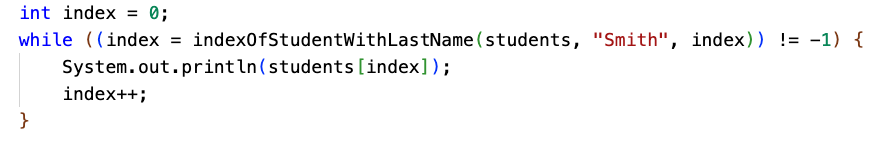 int index = 0;
while ((index = indexOfStudentWithLastName(students, "Smith", index)) != -1) {
    System.out.println(students[index]);
    index++;
}